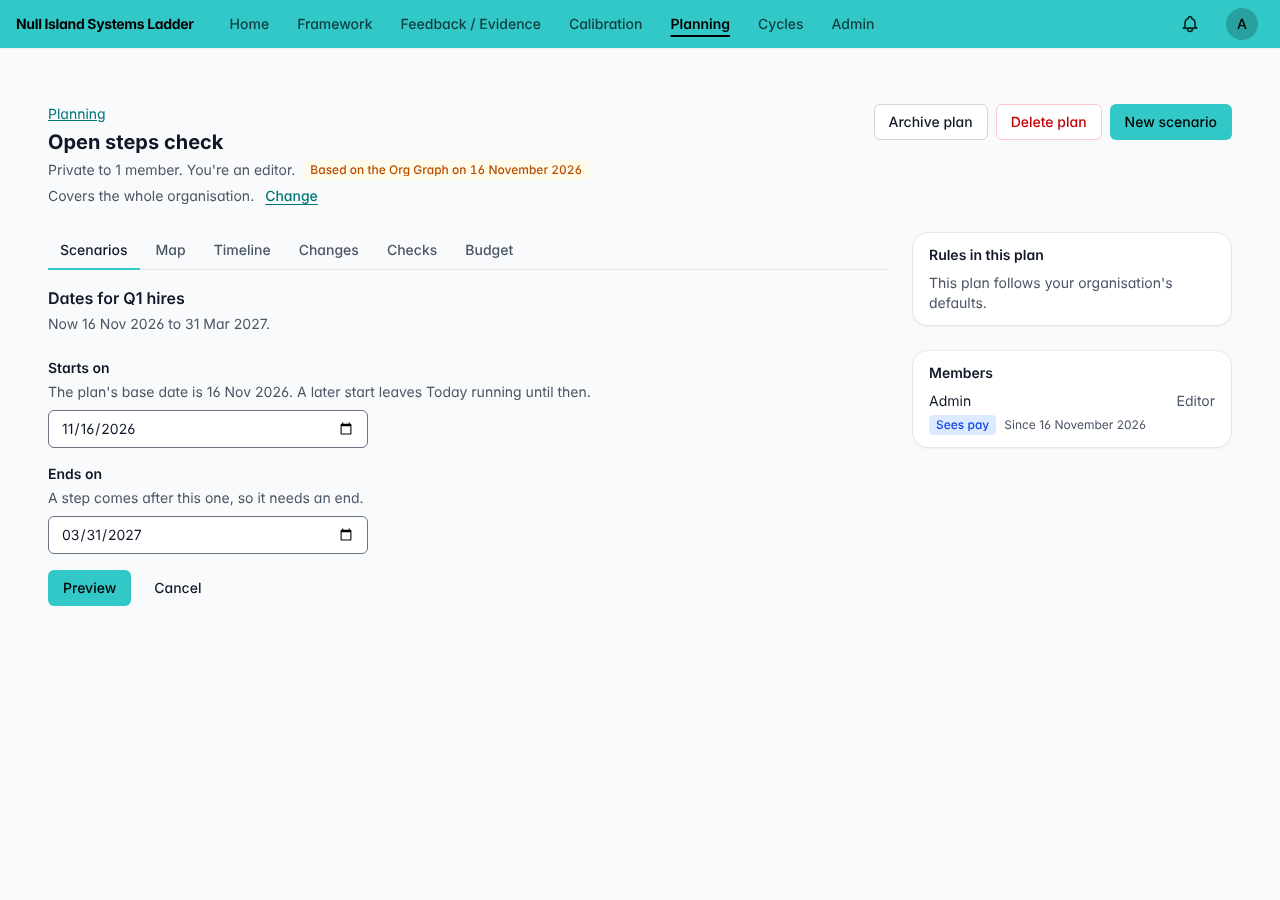 Null Island Systems Ladder
Home
Framework
Feedback / Evidence
Calibration
Planning
Cycles
Admin
A
Planning
Open steps check
Private to 1 member. You're an editor.
Based on the Org Graph on 16 November 2026
Covers the whole organisation.
Change
Archive plan
Delete plan
New scenario
Scenarios
Map
Timeline
Changes
Checks
Budget
Dates for Q1 hires
Now 16 Nov 2026 to 31 Mar 2027.
Starts on
The plan's base date is 16 Nov 2026. A later start leaves Today running until then.
11/16/2026
Ends on
A step comes after this one, so it needs an end.
03/31/2027
Preview
Cancel
Rules in this plan
This plan follows your organisation's
defaults.
Members
Admin
Editor
Sees pay
Since 16 November 2026